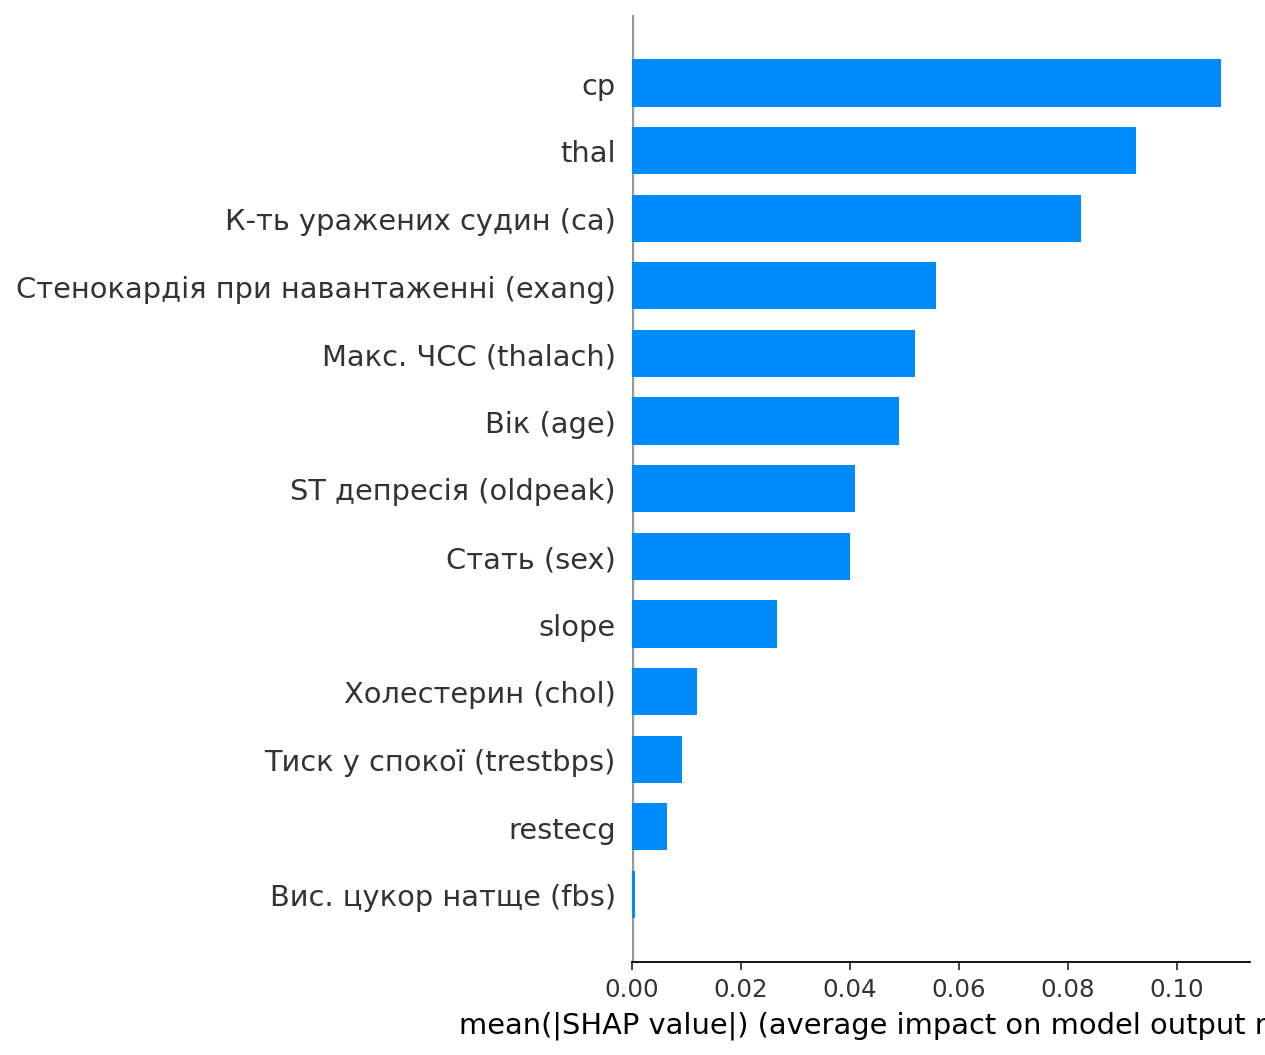 cp
thal
К-ть уражених судин (ca)
Стенокардія при навантаженні (exang)
Макс. ЧСС (thalach)
Вік (age)
ST депресія (oldpeak)
Стать (sex)
slope
Холестерин (chol)
Тиск у спокої (trestbps)
restecg
Вис. цукор натще (fbs)
0.00 0.02 0.04 0.06 0.08 0.10
mean(|SHAP value|) (average impact on model output